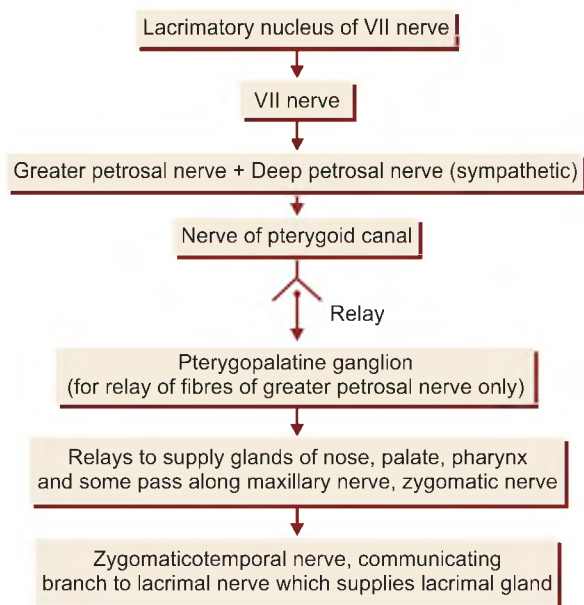 Lacrimatory nucleus of VII nerve
VII nerve
Greater petrosal nerve + Deep petrosal nerve (sympathetic)
Nerve of pterygoid canal
Relay
Pterygopalatine ganglion
(for relay of fibres of greater petrosal nerve only)
Relays to supply glands of nose, palate, pharynx
and some pass along maxillary nerve, zygomatic nerve
Zygomaticotemporal nerve, communicating
branch to lacrimal nerve which supplies lacrimal gland